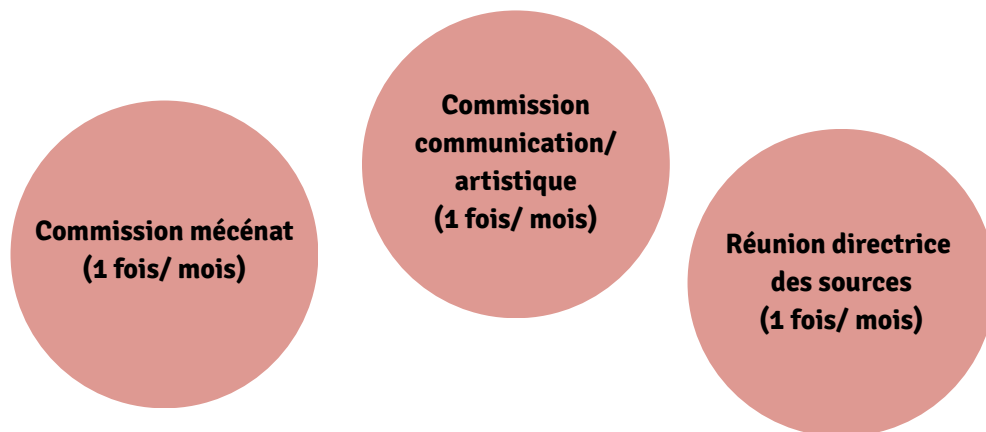 Commission mécénat
(1 fois/ mois)
Commission
communication/
artistique
(1 fois/ mois)
Réunion directrice
des sources
(1 fois/ mois)